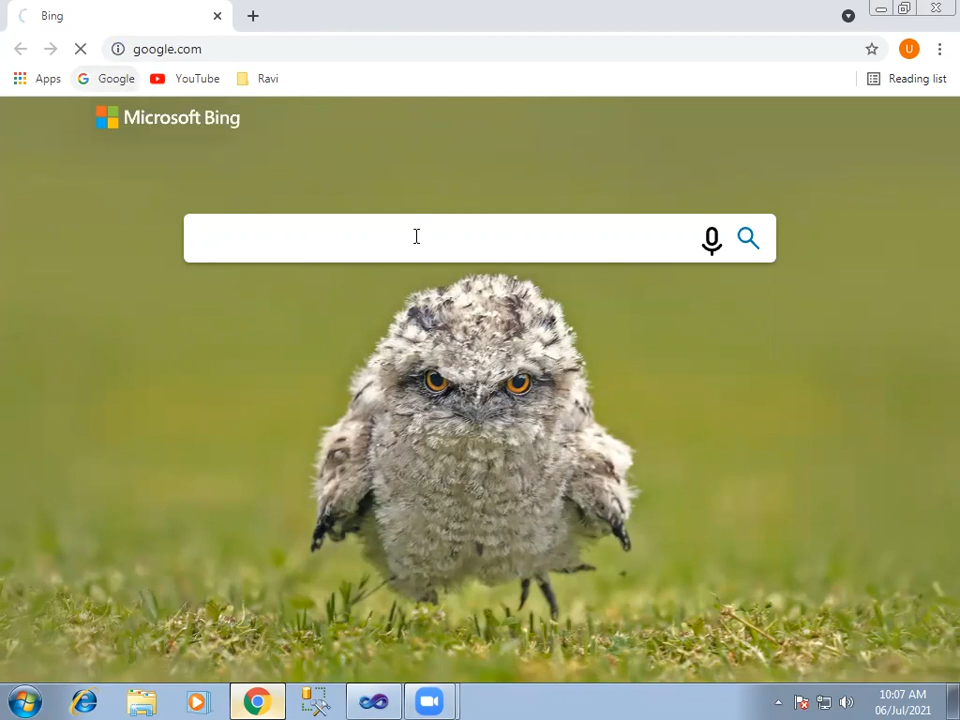 Bing
google.com
U
Apps
Google
YouTube
Ravi
Reading list
Microsoft Bing
10:07 AM
06/Jul/2021